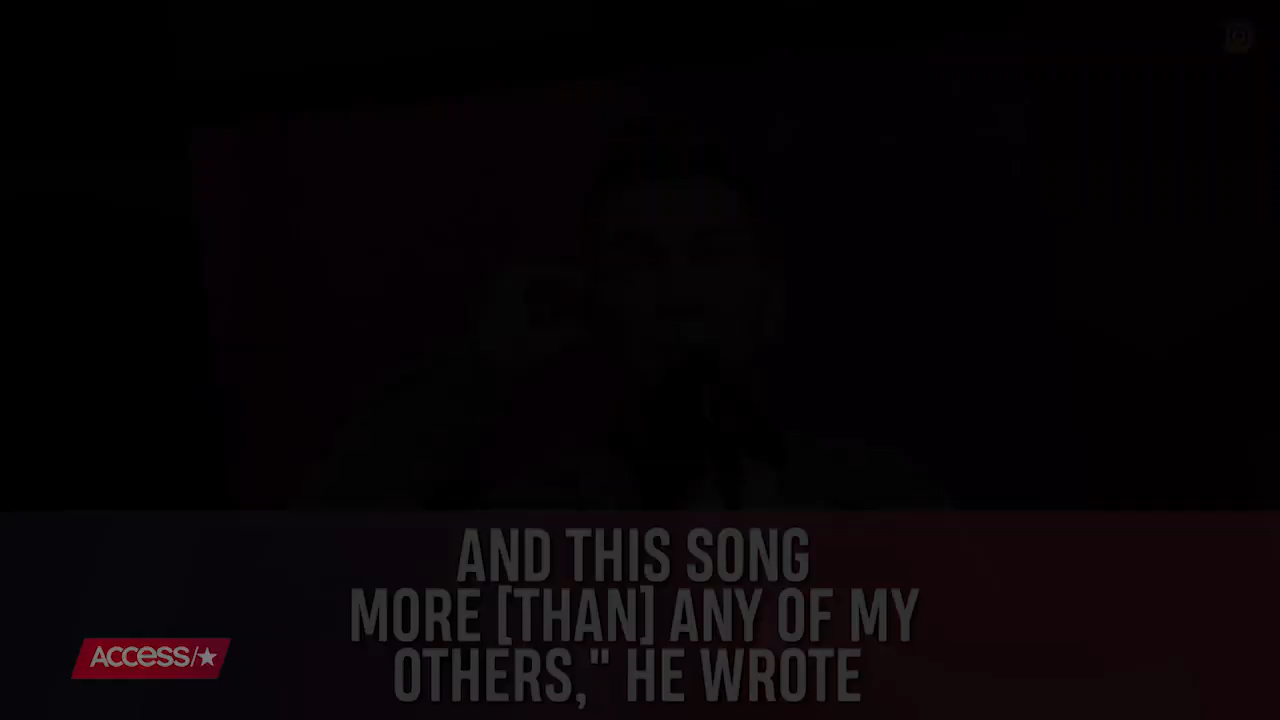 AND THIS SONG
MORE [THAN] ANY OF MY
OTHERS," HE WROTE
ACCESS/★